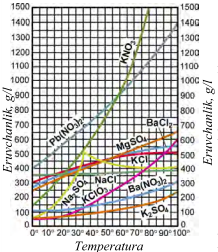 Eruvchanlik, g/l
1500
1400
1300
1200
1100
1000
900
800
700
600
500
400
300
200
100
0
1500
1400
1300
1200
1100
1000
900
800
700
600
500
400
300
200
100
0
Eruvchanlik, g/l
KNO₃
Pb(NO₃)₂
BaCl₂
MgSO₄
KCl
NaCl
Na₂SO₄
KClO₃
Ba(NO₃)₂
K₂SO₄
0° 10° 20° 30° 40° 50° 60° 70° 80° 90° 100°
Temperatura